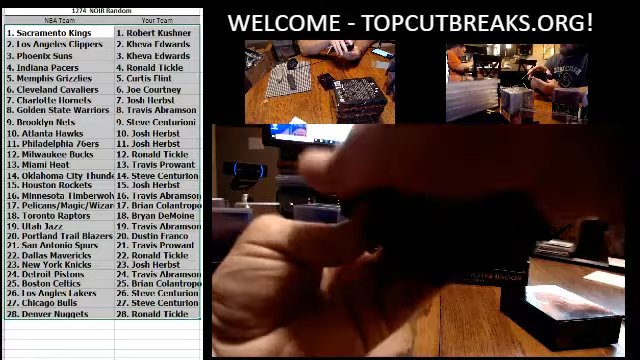 1274 NOIR Random
WELCOME - TOPCUTBREAKS.ORG!
NBA Team Your Team
1. Sacramento Kings 1. Robert Kushner
2. Los Angeles Clippers 2. Kheva Edwards
3. Phoenix Suns 3. Kheva Edwards
4. Indiana Pacers 4. Ronald Tickle
5. Memphis Grizzlies 5. Curtis Flint
6. Cleveland Cavaliers 6. Joe Courtney
7. Charlotte Hornets 7. Josh Herbst
8. Golden State Warriors 8. Travis Abramson
9. Brooklyn Nets 9. Steve Centurioni
10. Atlanta Hawks 10. Josh Herbst
11. Philadelphia 76ers 11. Josh Herbst
12. Milwaukee Bucks 12. Ronald Tickle
13. Miami Heat 13. Travis Prowant
14. Oklahoma City Thunde 14. Steve Centurion
15. Houston Rockets 15. Josh Herbst
16. Minnesota Timberwolv 16. Travis Abramson
17. Pelicans/Magic/Wizar 17. Brian Colantrop
18. Toronto Raptors 18. Bryan DeMoine
19. Utah Jazz 19. Travis Abramson
20. Portland Trail Blazers 20. Dustin Franco
21. San Antonio Spurs 21. Travis Prowant
22. Dallas Mavericks 22. Ronald Tickle
23. New York Knicks 23. Josh Herbst
24. Detroit Pistons 24. Travis Abramson
25. Boston Celtics 25. Brian Colantrop
26. Los Angeles Lakers 26. Steve Centurion
27. Chicago Bulls 27. Steve Centurion
28. Denver Nuggets 28. Ronald Tickle